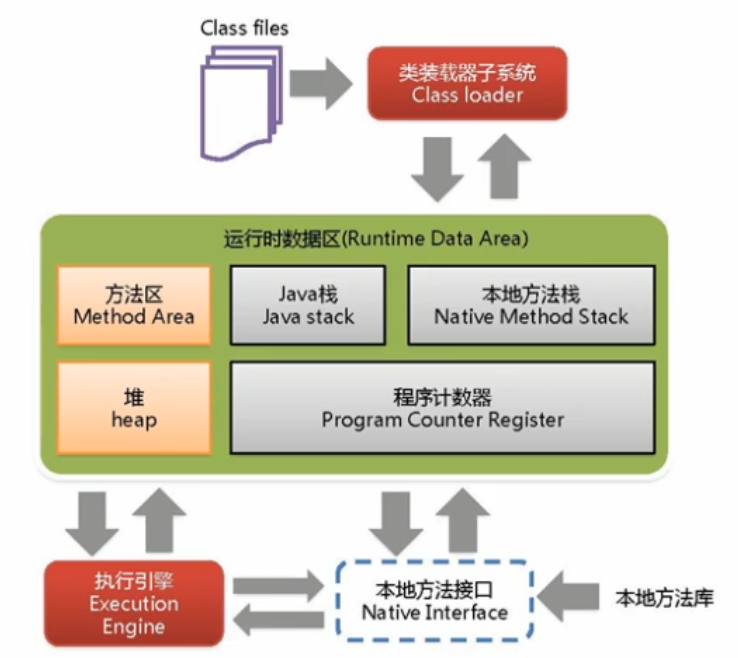 Class files
类装载器子系统
Class loader
运行时数据区(Runtime Data Area)
方法区
Method Area
Java栈
Java stack
本地方法栈
Native Method Stack
堆
heap
程序计数器
Program Counter Register
执行引擎
Execution
Engine
本地方法接口
Native Interface
本地方法库